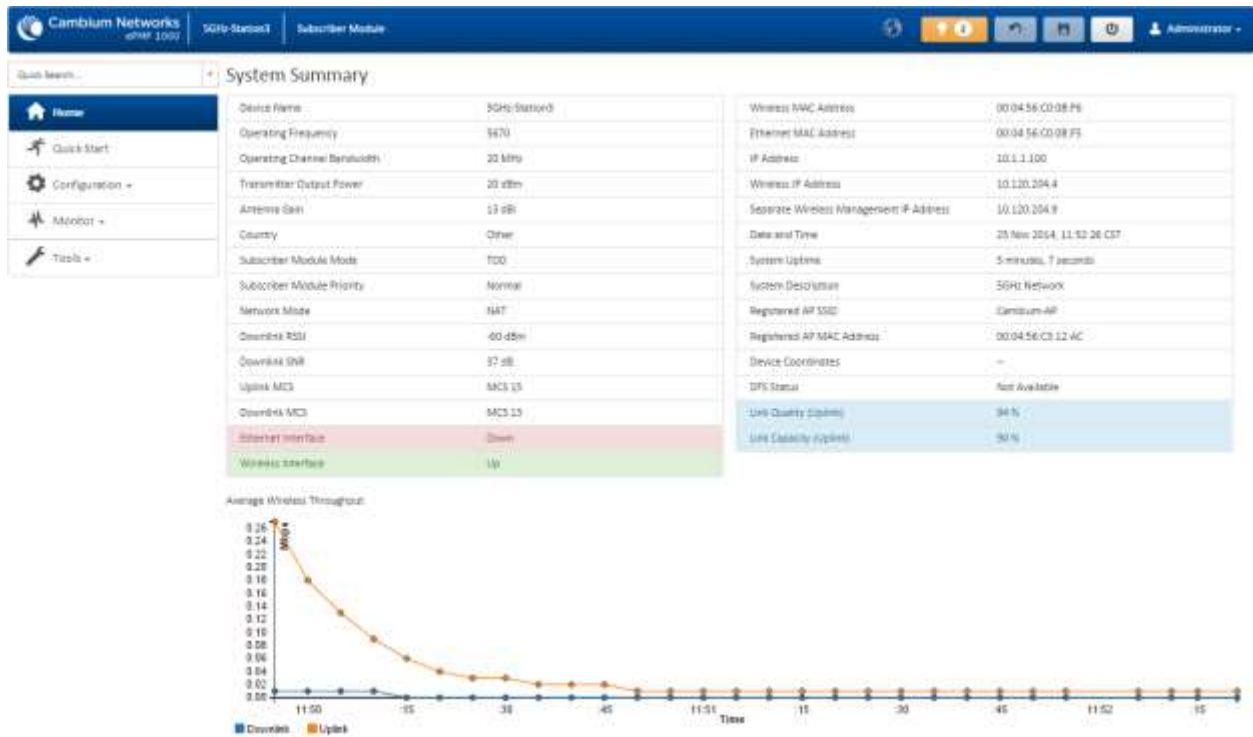 Cambium Networks
ePMP 1000
5GHz-Station3
Subscriber Module
Administrator
Quick Search...
Home
Quick Start
Configuration
Monitor
Tools
System Summary
Device Name 5GHz-Station3
Operating Frequency 5670
Operating Channel Bandwidth 20 MHz
Transmitter Output Power 20 dBm
Antenna Gain 13 dBi
Country Other
Subscriber Module Mode TDD
Subscriber Module Priority Normal
Network Mode NAT
Downlink RSSI -60 dBm
Downlink SNR 37 dB
Uplink MCS MCS 15
Downlink MCS MCS 15
Ethernet Interface Down
Wireless Interface Up
Wireless MAC Address 00:04:56:C0:08:F6
Ethernet MAC Address 00:04:56:C0:08:F5
IP Address 10.1.1.100
Wireless IP Address 10.120.204.4
Separate Wireless Management IP Address 10.120.204.9
Date and Time 25 Nov 2014, 11:52:26 CST
System Uptime 5 minutes, 7 seconds
System Description 5GHz Network
Registered AP SSID Cambium-AP
Registered AP MAC Address 00:04:56:C3:12:AC
Device Coordinates --
DFS Status Not Available
Link Quality (Uplink) 94 %
Link Capacity (Uplink) 90 %
Average Wireless Throughput
Mbps
0.26
0.24
0.22
0.20
0.18
0.16
0.14
0.12
0.10
0.08
0.06
0.04
0.02
0.00
11:50 :15 :30 :45 11:51 :15 :30 :45 11:52 :15
Time
Downlink Uplink